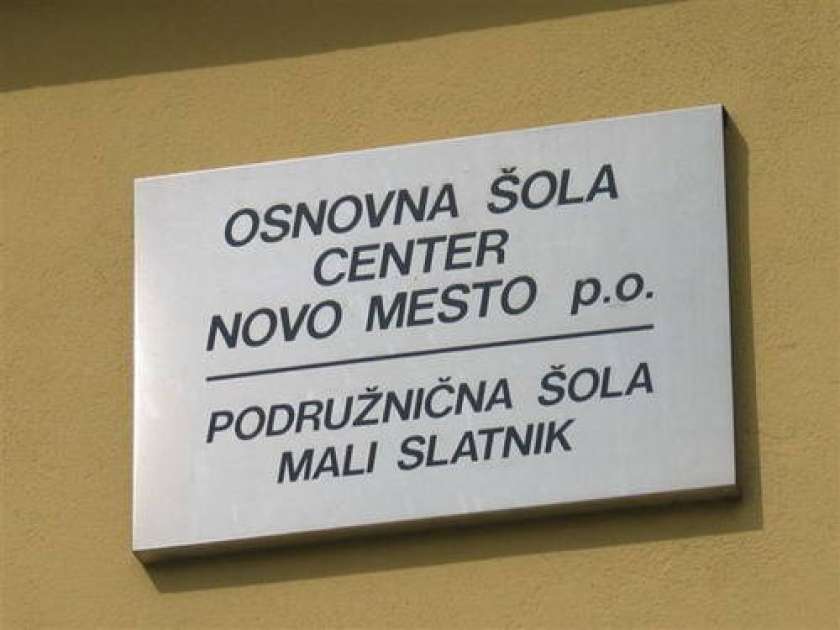 OSNOVNA ŠOLA
CENTER
NOVO MESTO p.o.
PODRUŽNIČNA ŠOLA
MALI SLATNIK